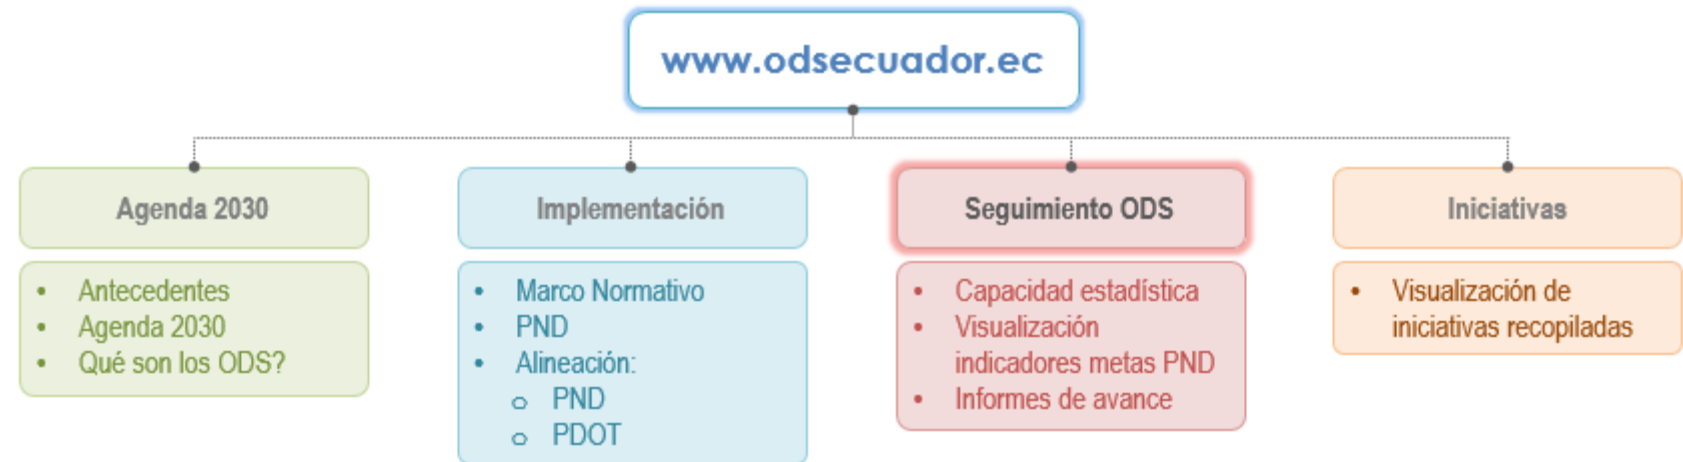 www.odsecuador.ec
Agenda 2030
• Antecedentes
• Agenda 2030
• Qué son los ODS?
Implementación
• Marco Normativo
• PND
• Alineación:
o PND
o PDOT
Seguimiento ODS
• Capacidad estadística
• Visualización
indicadores metas PND
• Informes de avance
Iniciativas
• Visualización de
iniciativas recopiladas